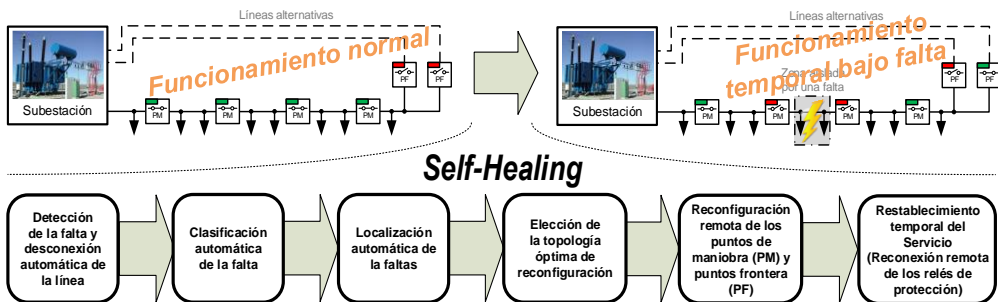 Líneas alternativas
Funcionamiento normal
PF
PF
Subestación
PM
PM
PM
PM
Líneas alternativas
Funcionamiento
temporal bajo falta
Zona aislada
por una falta
PF
PF
Subestación
PM
PM
PM
PM
Self-Healing
Detección
de la falta y
desconexión
automática de
la línea
Clasificación
automática
de la falta
Localización
automática de
la faltas
Elección de
la topología
óptima de
reconfiguración
Reconfiguración
remota de los
puntos de
maniobra (PM) y
puntos frontera
(PF)
Restablecimiento
temporal del
Servicio
(Reconexión remota
de los relés de
protección)